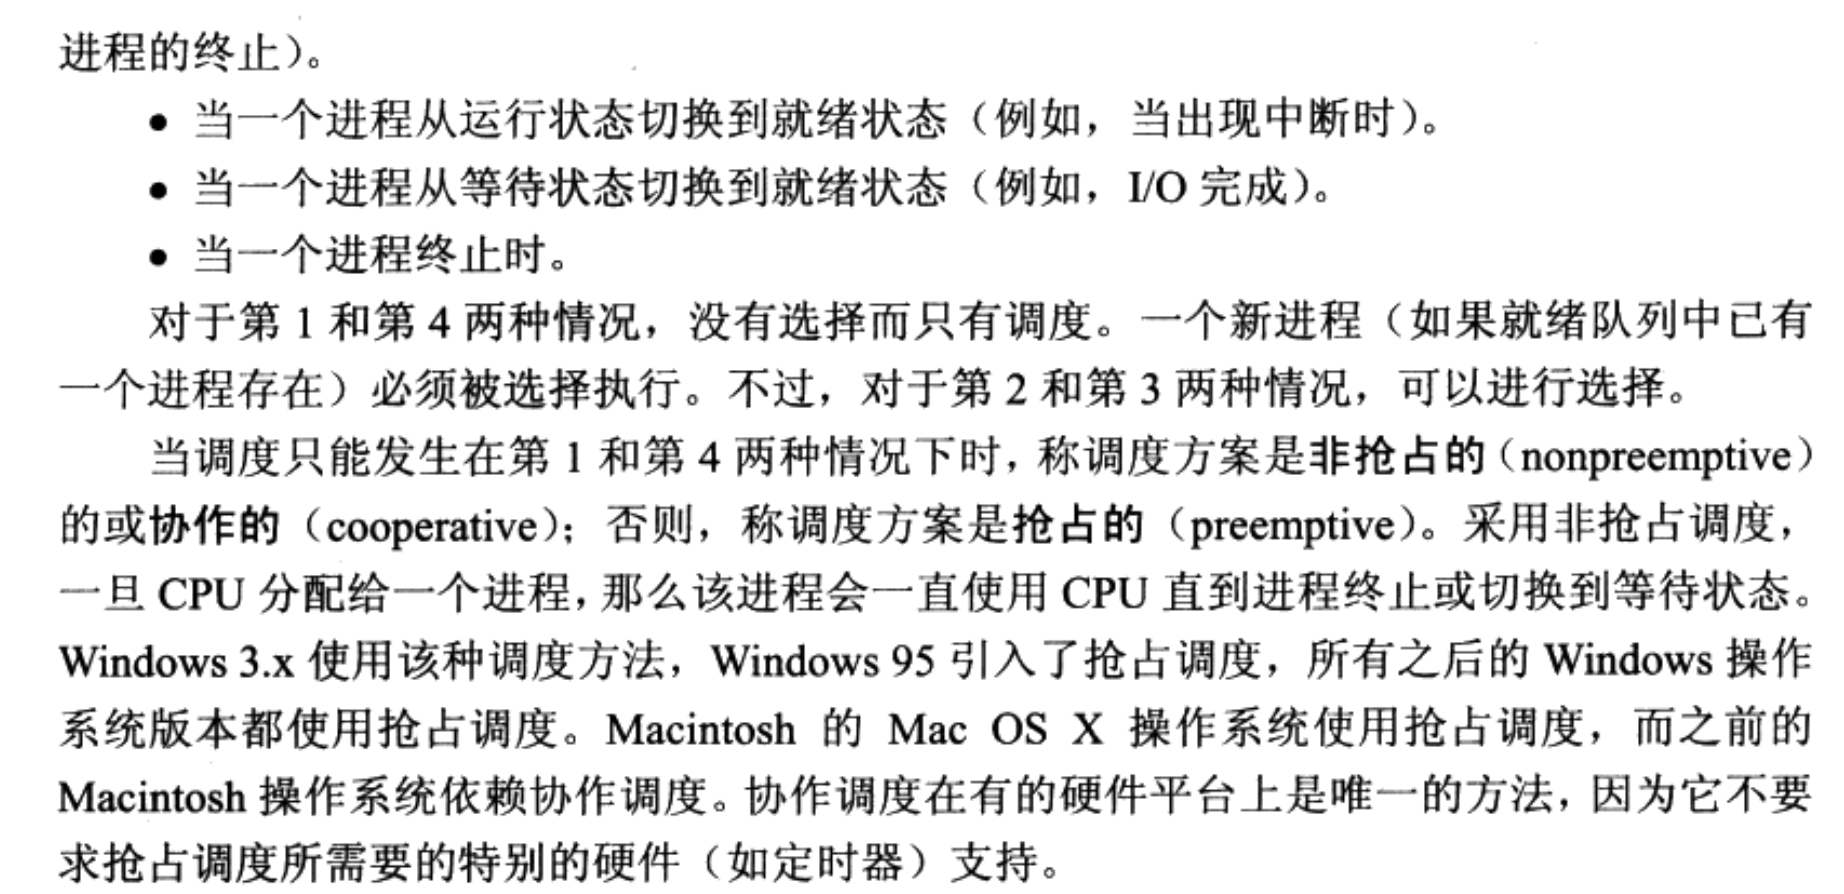 进程的终止）。
• 当一个进程从运行状态切换到就绪状态（例如，当出现中断时）。
• 当一个进程从等待状态切换到就绪状态（例如，I/O 完成）。
• 当一个进程终止时。
对于第 1 和第 4 两种情况，没有选择而只有调度。一个新进程（如果就绪队列中已有
一个进程存在）必须被选择执行。不过，对于第 2 和第 3 两种情况，可以进行选择。
当调度只能发生在第 1 和第 4 两种情况下时，称调度方案是非抢占的（nonpreemptive）
的或协作的（cooperative）；否则，称调度方案是抢占的（preemptive）。采用非抢占调度，
一旦 CPU 分配给一个进程，那么该进程会一直使用 CPU 直到进程终止或切换到等待状态。
Windows 3.x 使用该种调度方法，Windows 95 引入了抢占调度，所有之后的 Windows 操作
系统版本都使用抢占调度。Macintosh 的 Mac OS X 操作系统使用抢占调度，而之前的
Macintosh 操作系统依赖协作调度。协作调度在有的硬件平台上是唯一的方法，因为它不要
求抢占调度所需要的特别的硬件（如定时器）支持。